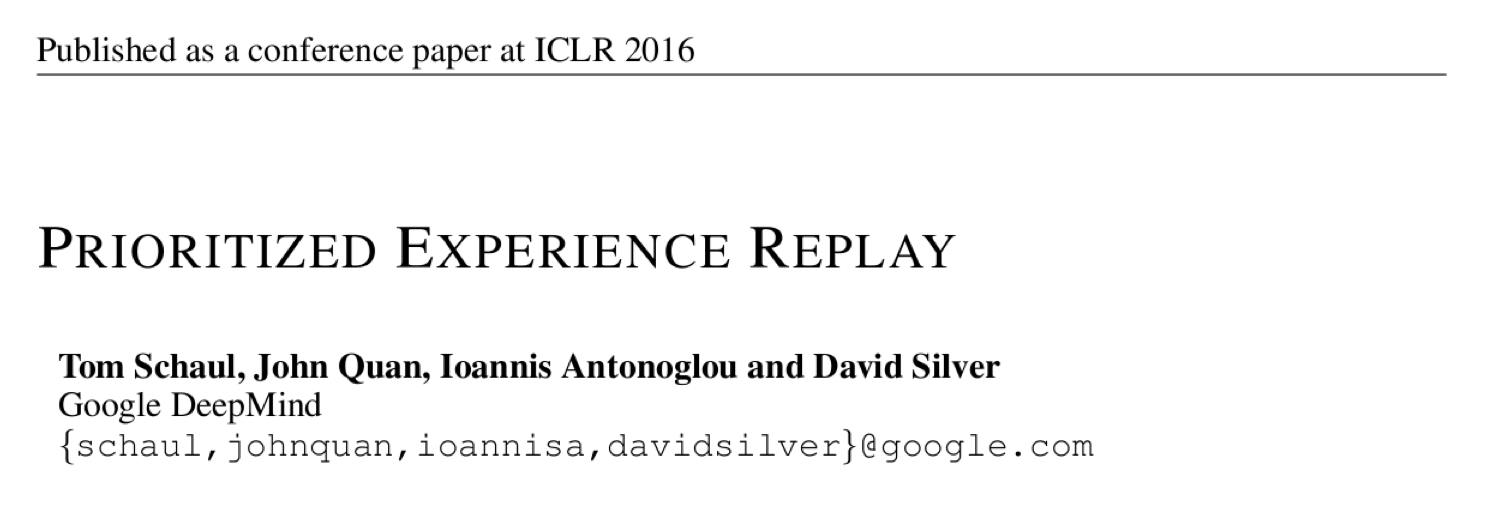 Published as a conference paper at ICLR 2016
PRIORITIZED EXPERIENCE REPLAY
Tom Schaul, John Quan, Ioannis Antonoglou and David Silver
Google DeepMind
{schaul,johnquan,ioannisa,davidsilver}@google.com